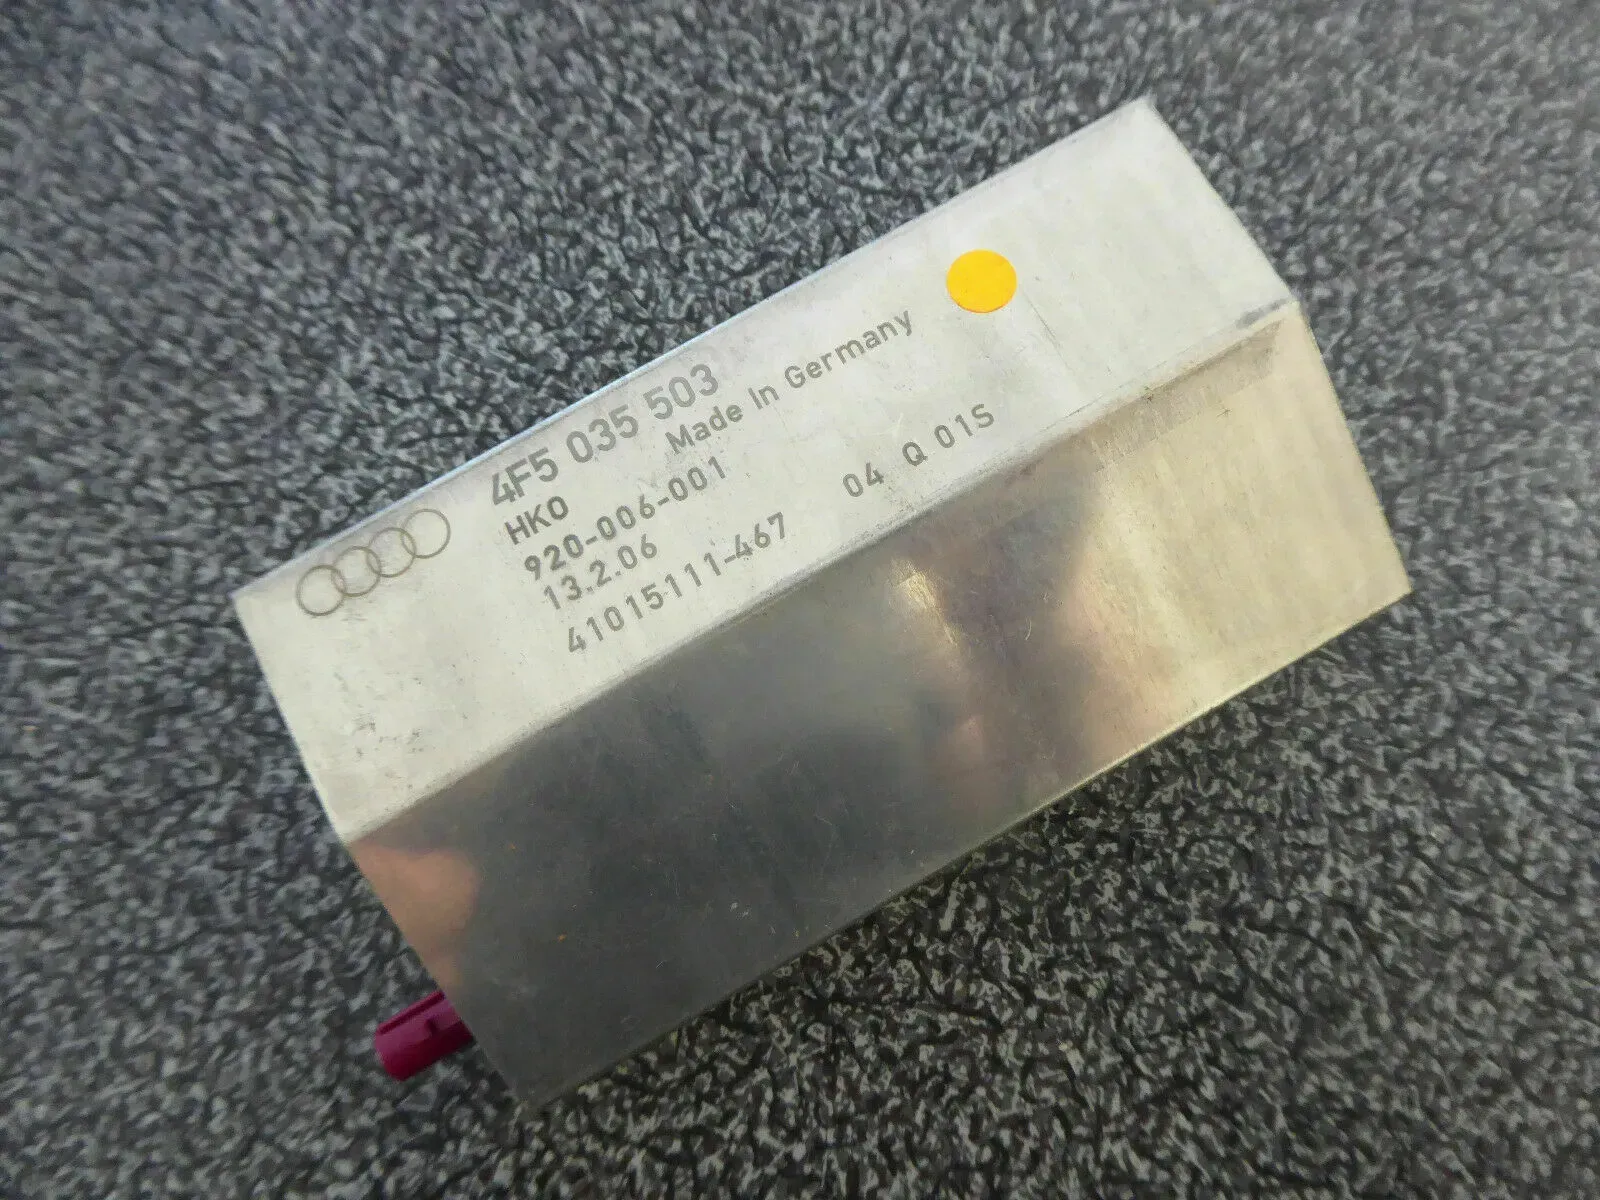 4F5 035 503
HKO Made In Germany
920-006-001
13.2.06
41015111-467 04 Q 01S